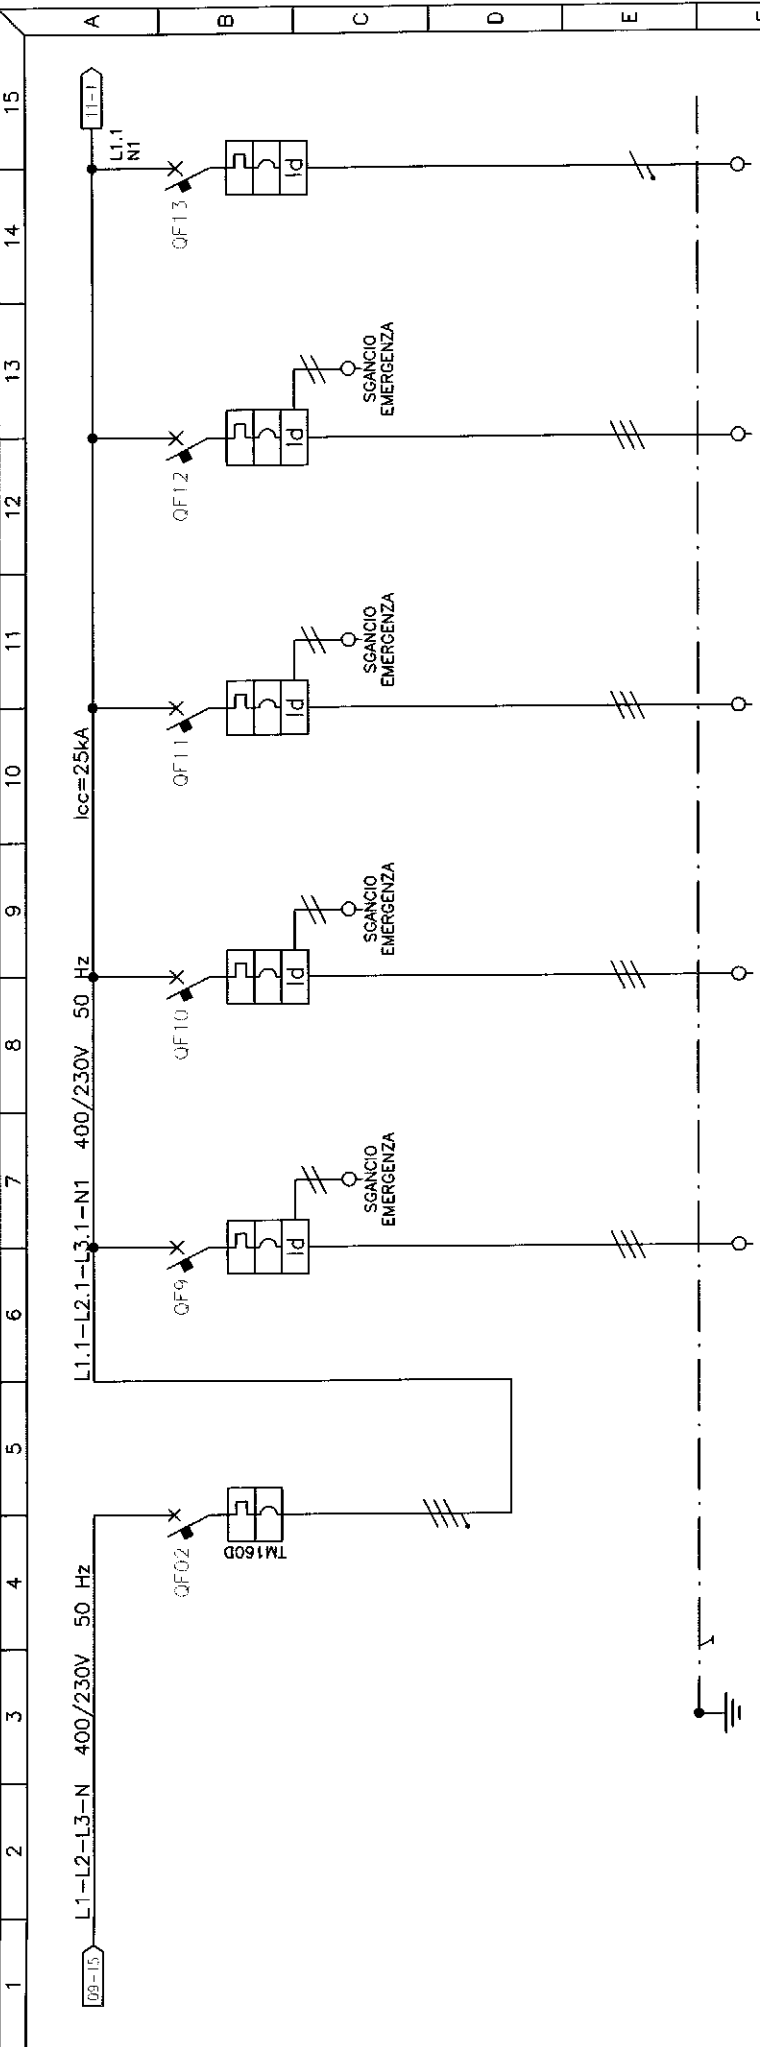 A
B
C
D
E
1
2
3
4
5
6
7
8
9
10
11
12
13
14
15
09-15
L1-L2-L3-N 400/230V 50 Hz
L1.1-L2.1-L3.1-N1 400/230V 50 Hz
Icc=25kA
11-1
L1.1
N1
QF02
TM160D
QF9
Id
SGANCIO
EMERGENZA
QF10
Id
SGANCIO
EMERGENZA
QF11
Id
SGANCIO
EMERGENZA
QF12
Id
SGANCIO
EMERGENZA
QF13
Id